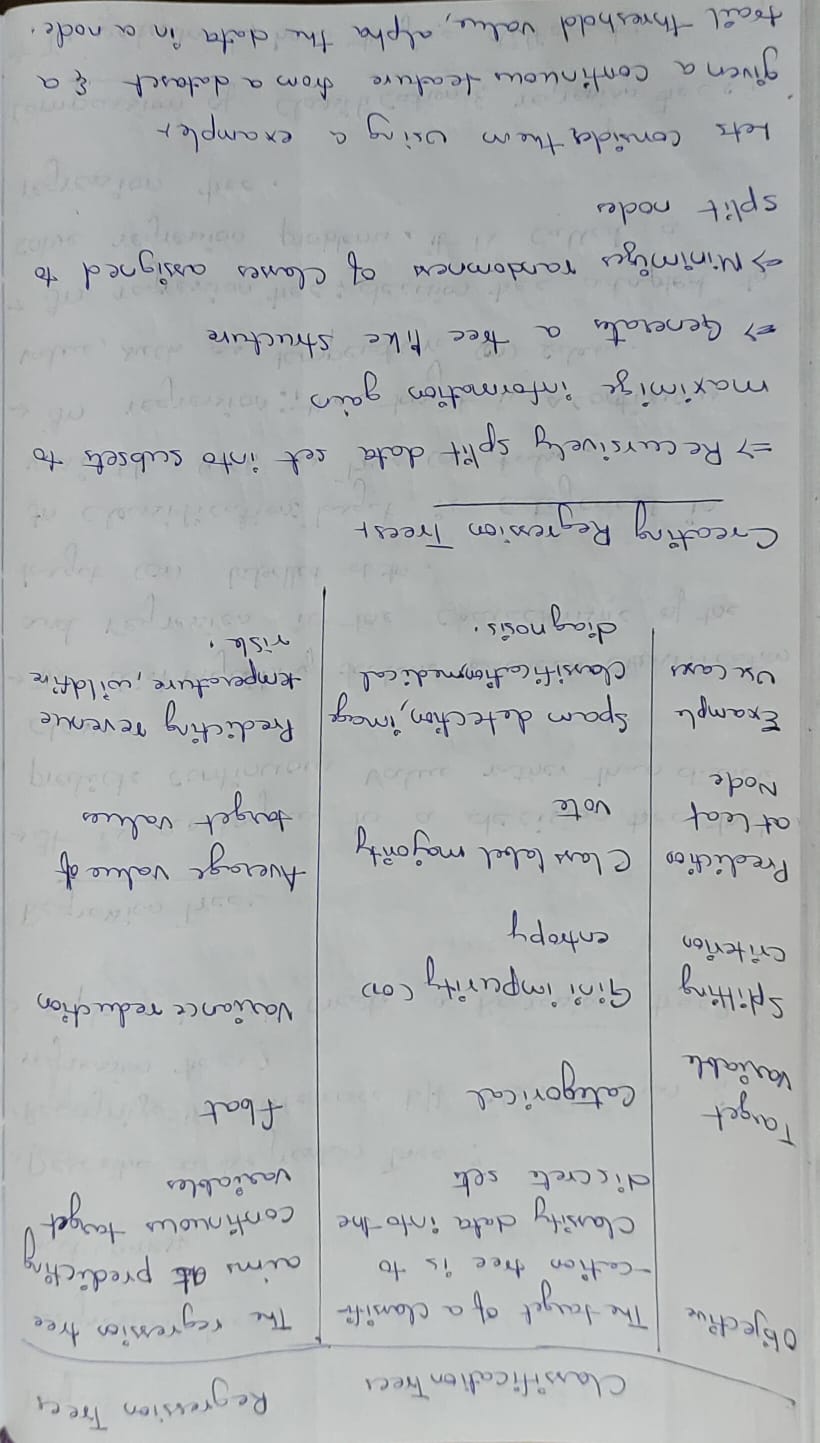 Classification Trees
Regression Trees
Objective
The target of a classifi-
-cation tree is to
classify data into the
discrete sets
The regression tree
aims at predicting
continuous target
variables
Target
Variable
Categorical
float
Splitting
criterion
Gini impurity (or)
entropy
Variance reduction
Prediction
at leaf
Node
Class label majority
vote
Average value of
target values
Example
Use cases
Spam detection, image
classification, medical
diagnosis.
Predicting revenue
temperature, wildfire
risk.
Creating Regression Trees:-
=> Recursively split data set into subsets to
maximize information gain.
=> Generates a tree like structure
=> Minimizes randomness of classes assigned to
split nodes
Lets consider them using a example:-
given a continuous feature from a dataset & a
trail threshold value, alpha the data in a node.